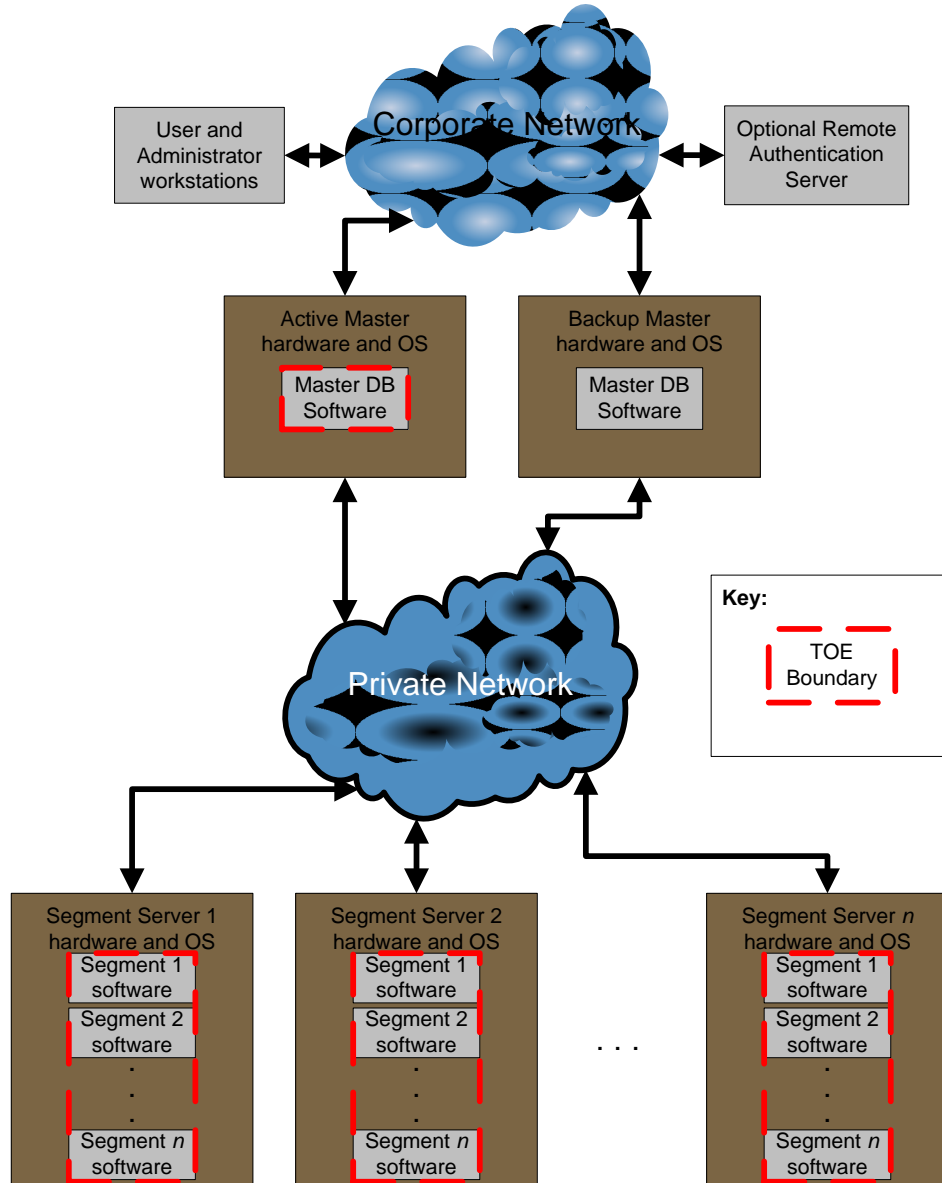 Corporate Network
User and
Administrator
workstations
Optional Remote
Authentication
Server
Active Master
hardware and OS
Master DB
Software
Backup Master
hardware and OS
Master DB
Software
Private Network
Key:
TOE
Boundary
Segment Server 1
hardware and OS
Segment 1
software
Segment 2
software
.
.
.
Segment n
software
Segment Server 2
hardware and OS
Segment 1
software
Segment 2
software
.
.
.
Segment n
software
. . .
Segment Server n
hardware and OS
Segment 1
software
Segment 2
software
.
.
.
Segment n
software